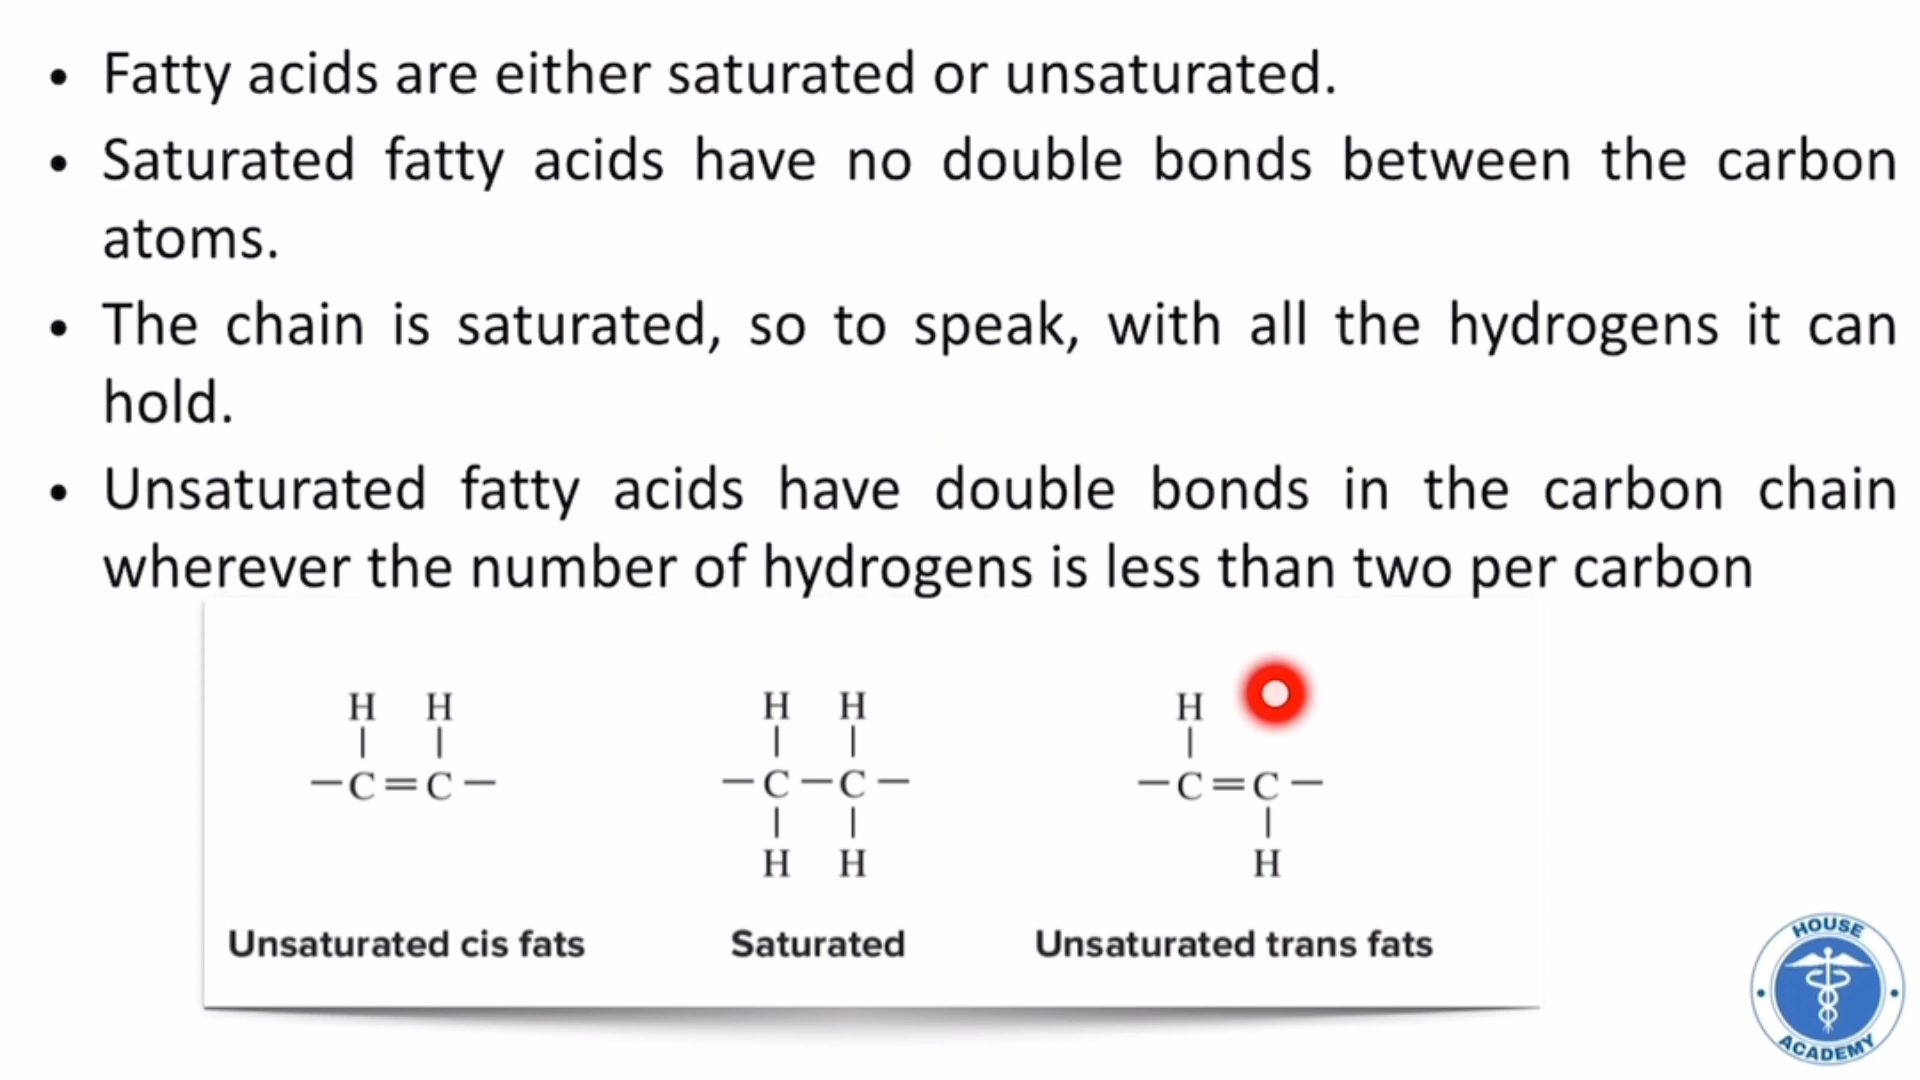 • Fatty acids are either saturated or unsaturated.
• Saturated fatty acids have no double bonds between the carbon
atoms.
• The chain is saturated, so to speak, with all the hydrogens it can
hold.
• Unsaturated fatty acids have double bonds in the carbon chain
wherever the number of hydrogens is less than two per carbon
H H H H H
—C=C— —C—C— —C=C—
H H H
Unsaturated cis fats Saturated Unsaturated trans fats
HOUSE
ACADEMY